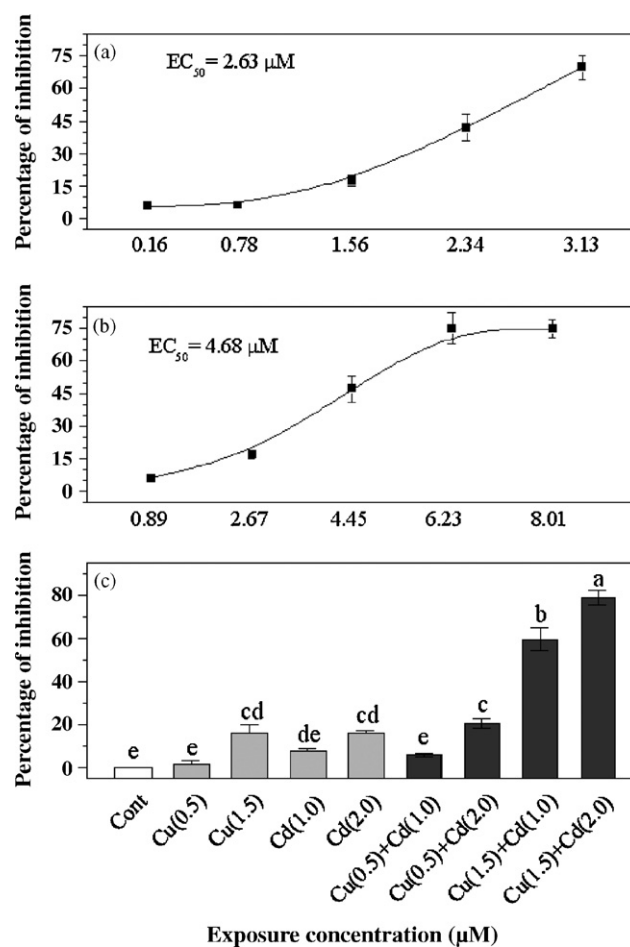 (a)
EC50 = 2.63 µM
Percentage of inhibition
75
60
45
30
15
0
0.16 0.78 1.56 2.34 3.13
(b)
EC50 = 4.68 µM
Percentage of inhibition
75
60
45
30
15
0
0.89 2.67 4.45 6.23 8.01
(c)
Percentage of inhibition
80
60
40
20
0
e e cd de cd e c b a
Cont Cu(0.5) Cu(1.5) Cd(1.0) Cd(2.0) Cu(0.5)+Cd(1.0) Cu(0.5)+Cd(2.0) Cu(1.5)+Cd(1.0) Cu(1.5)+Cd(2.0)
Exposure concentration (µM)